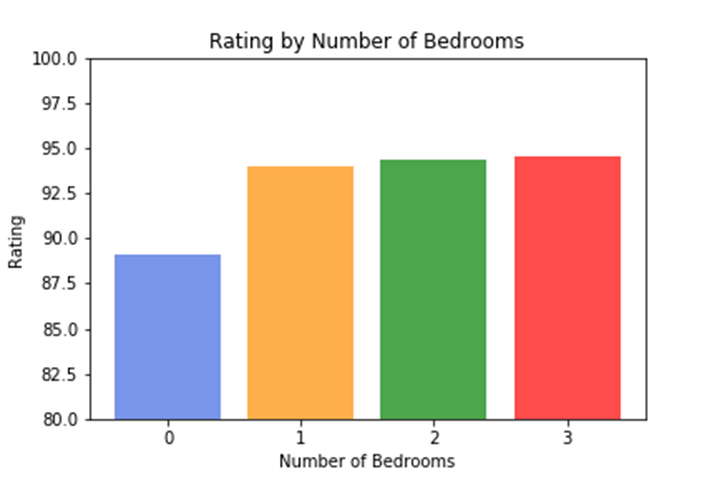 Rating by Number of Bedrooms
100.0
97.5
95.0
92.5
90.0
87.5
85.0
82.5
80.0
Rating
0 1 2 3
Number of Bedrooms